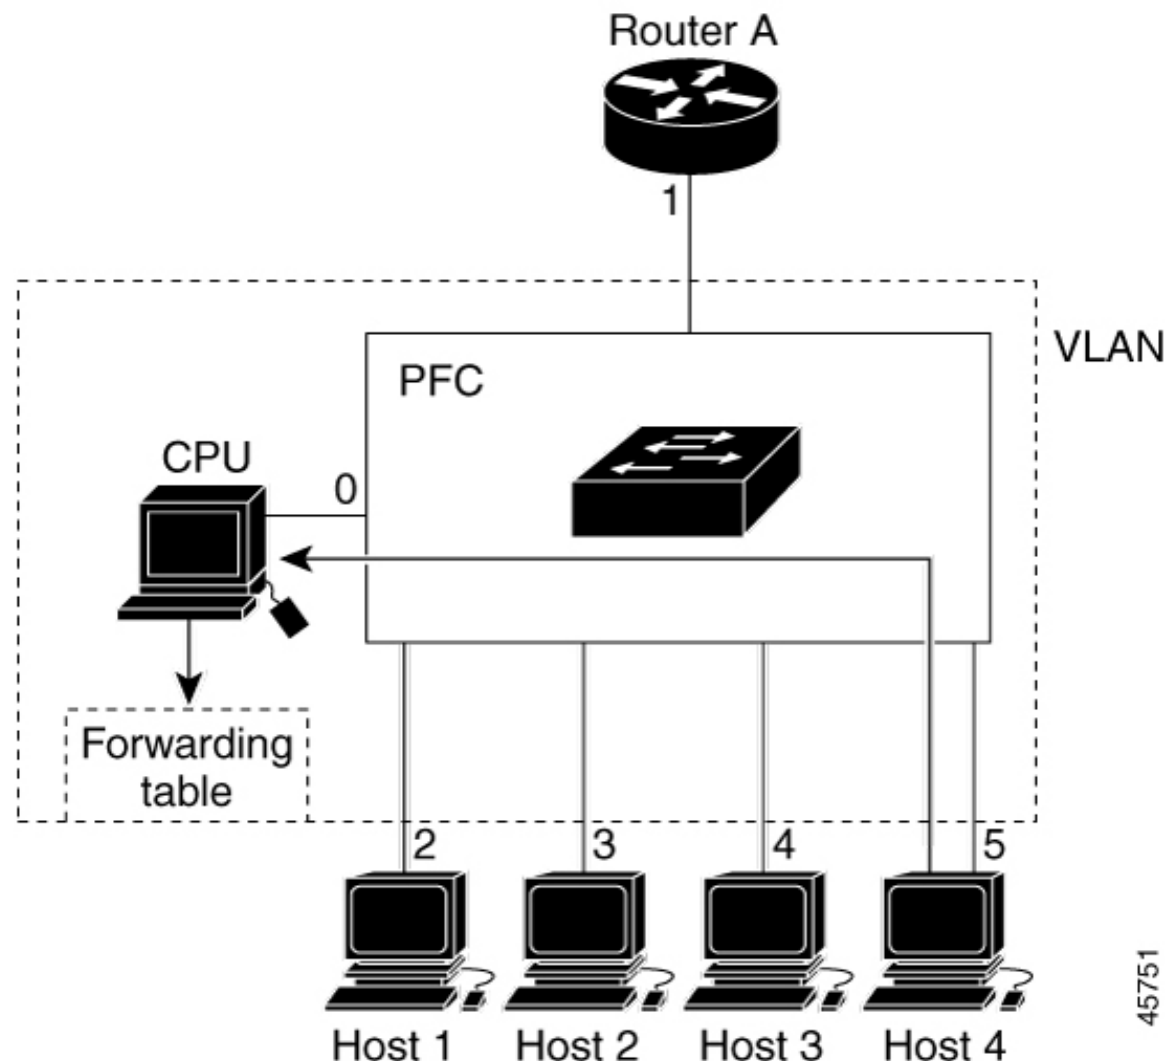 Router A
1
VLAN
PFC
CPU
0
Forwarding
table
2
3
4
5
Host 1
Host 2
Host 3
Host 4
45751